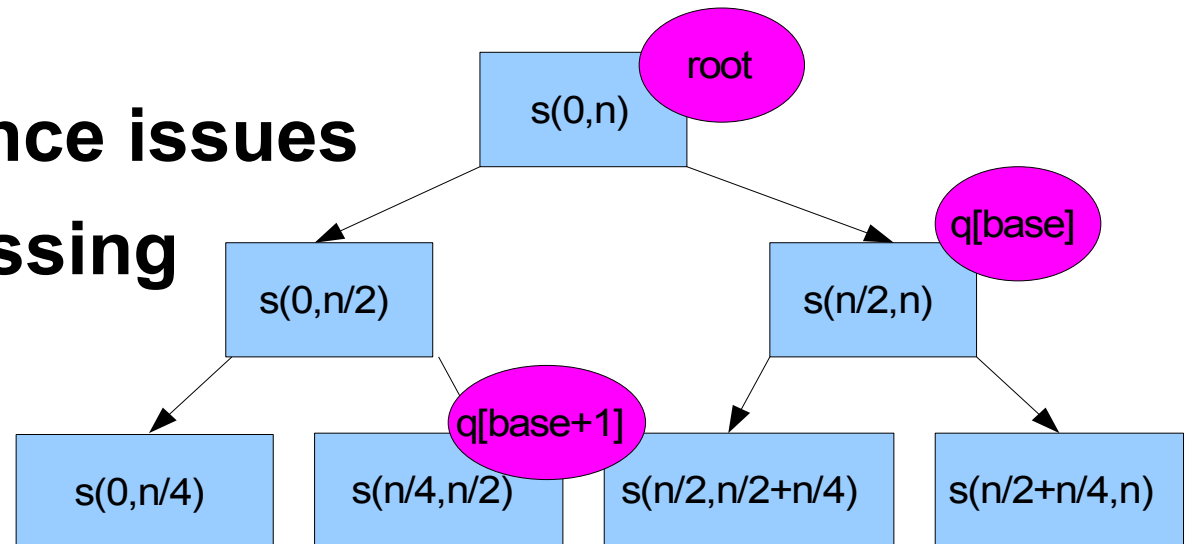 root
s(0,n)
nce issues
ssing
q[base]
s(0,n/2)
s(n/2,n)
q[base+1]
s(0,n/4)
s(n/4,n/2)
s(n/2,n/2+n/4)
s(n/2+n/4,n)